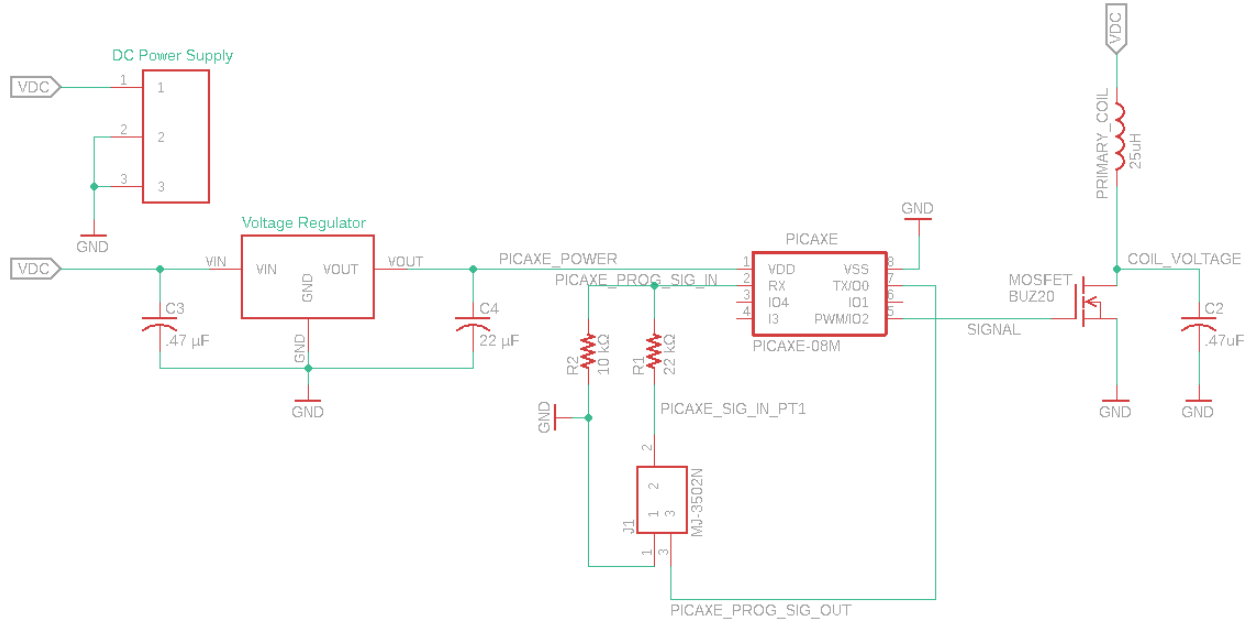 VDC
DC Power Supply
1 1
2 2
3 3
GND
VDC
PRIMARY_COIL
25uH
Voltage Regulator
VDC
VIN
VIN VOUT
GND
VOUT
GND
C3
.47 µF
C4
22 µF
GND
PICAXE_POWER
PICAXE_PROG_SIG_IN
PICAXE
GND
1 VDD VSS 8
2 RX TX/O0 7
3 IO4 IO1 6
4 I3 PWM/IO2 5
PICAXE-08M
SIGNAL
MOSFET
BUZ20
COIL_VOLTAGE
C2
.47uF
GND
GND
R2
10 kΩ
R1
22 kΩ
GND
PICAXE_SIG_IN_PT1
2
2
1 3
J1
MJ-3502N
1 3
PICAXE_PROG_SIG_OUT